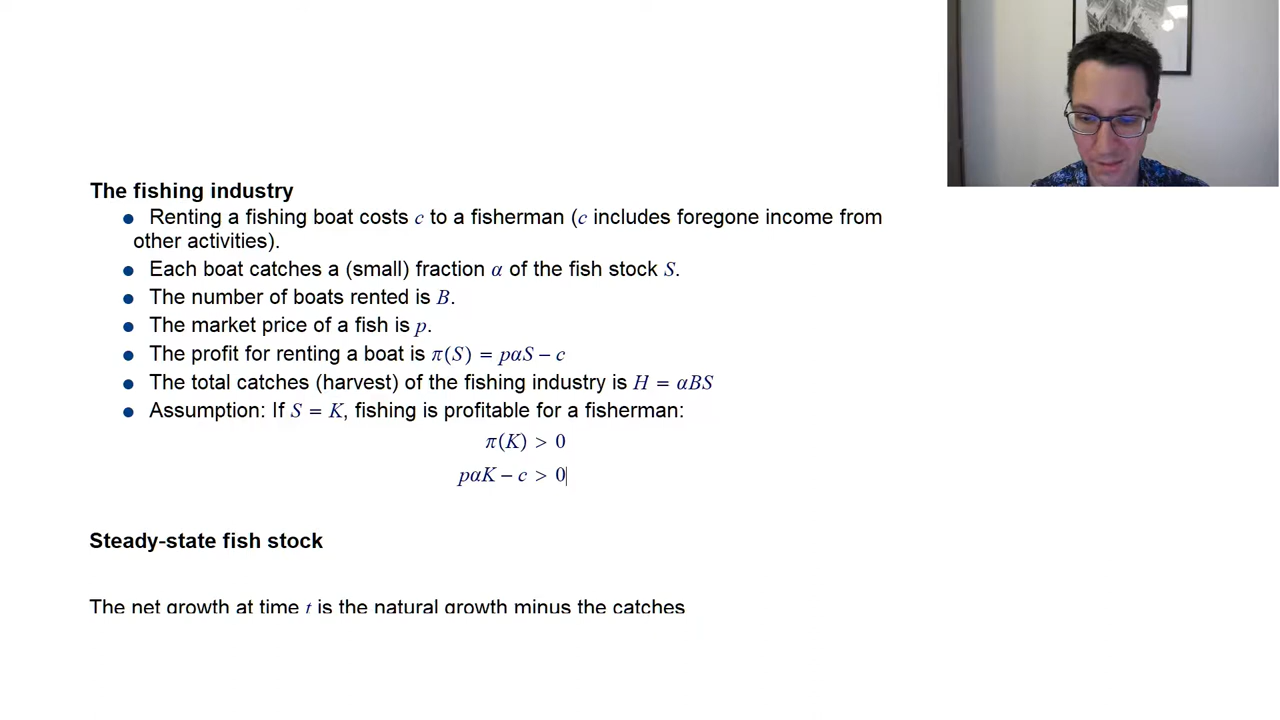 The fishing industry
● Renting a fishing boat costs c to a fisherman (c includes foregone income from
other activities).
● Each boat catches a (small) fraction α of the fish stock S.
● The number of boats rented is B.
● The market price of a fish is p.
● The profit for renting a boat is π(S) = pαS − c
● The total catches (harvest) of the fishing industry is H = αBS
● Assumption: If S = K, fishing is profitable for a fisherman:
π(K) > 0
pαK − c > 0
Steady-state fish stock
The net growth at time t is the natural growth minus the catches